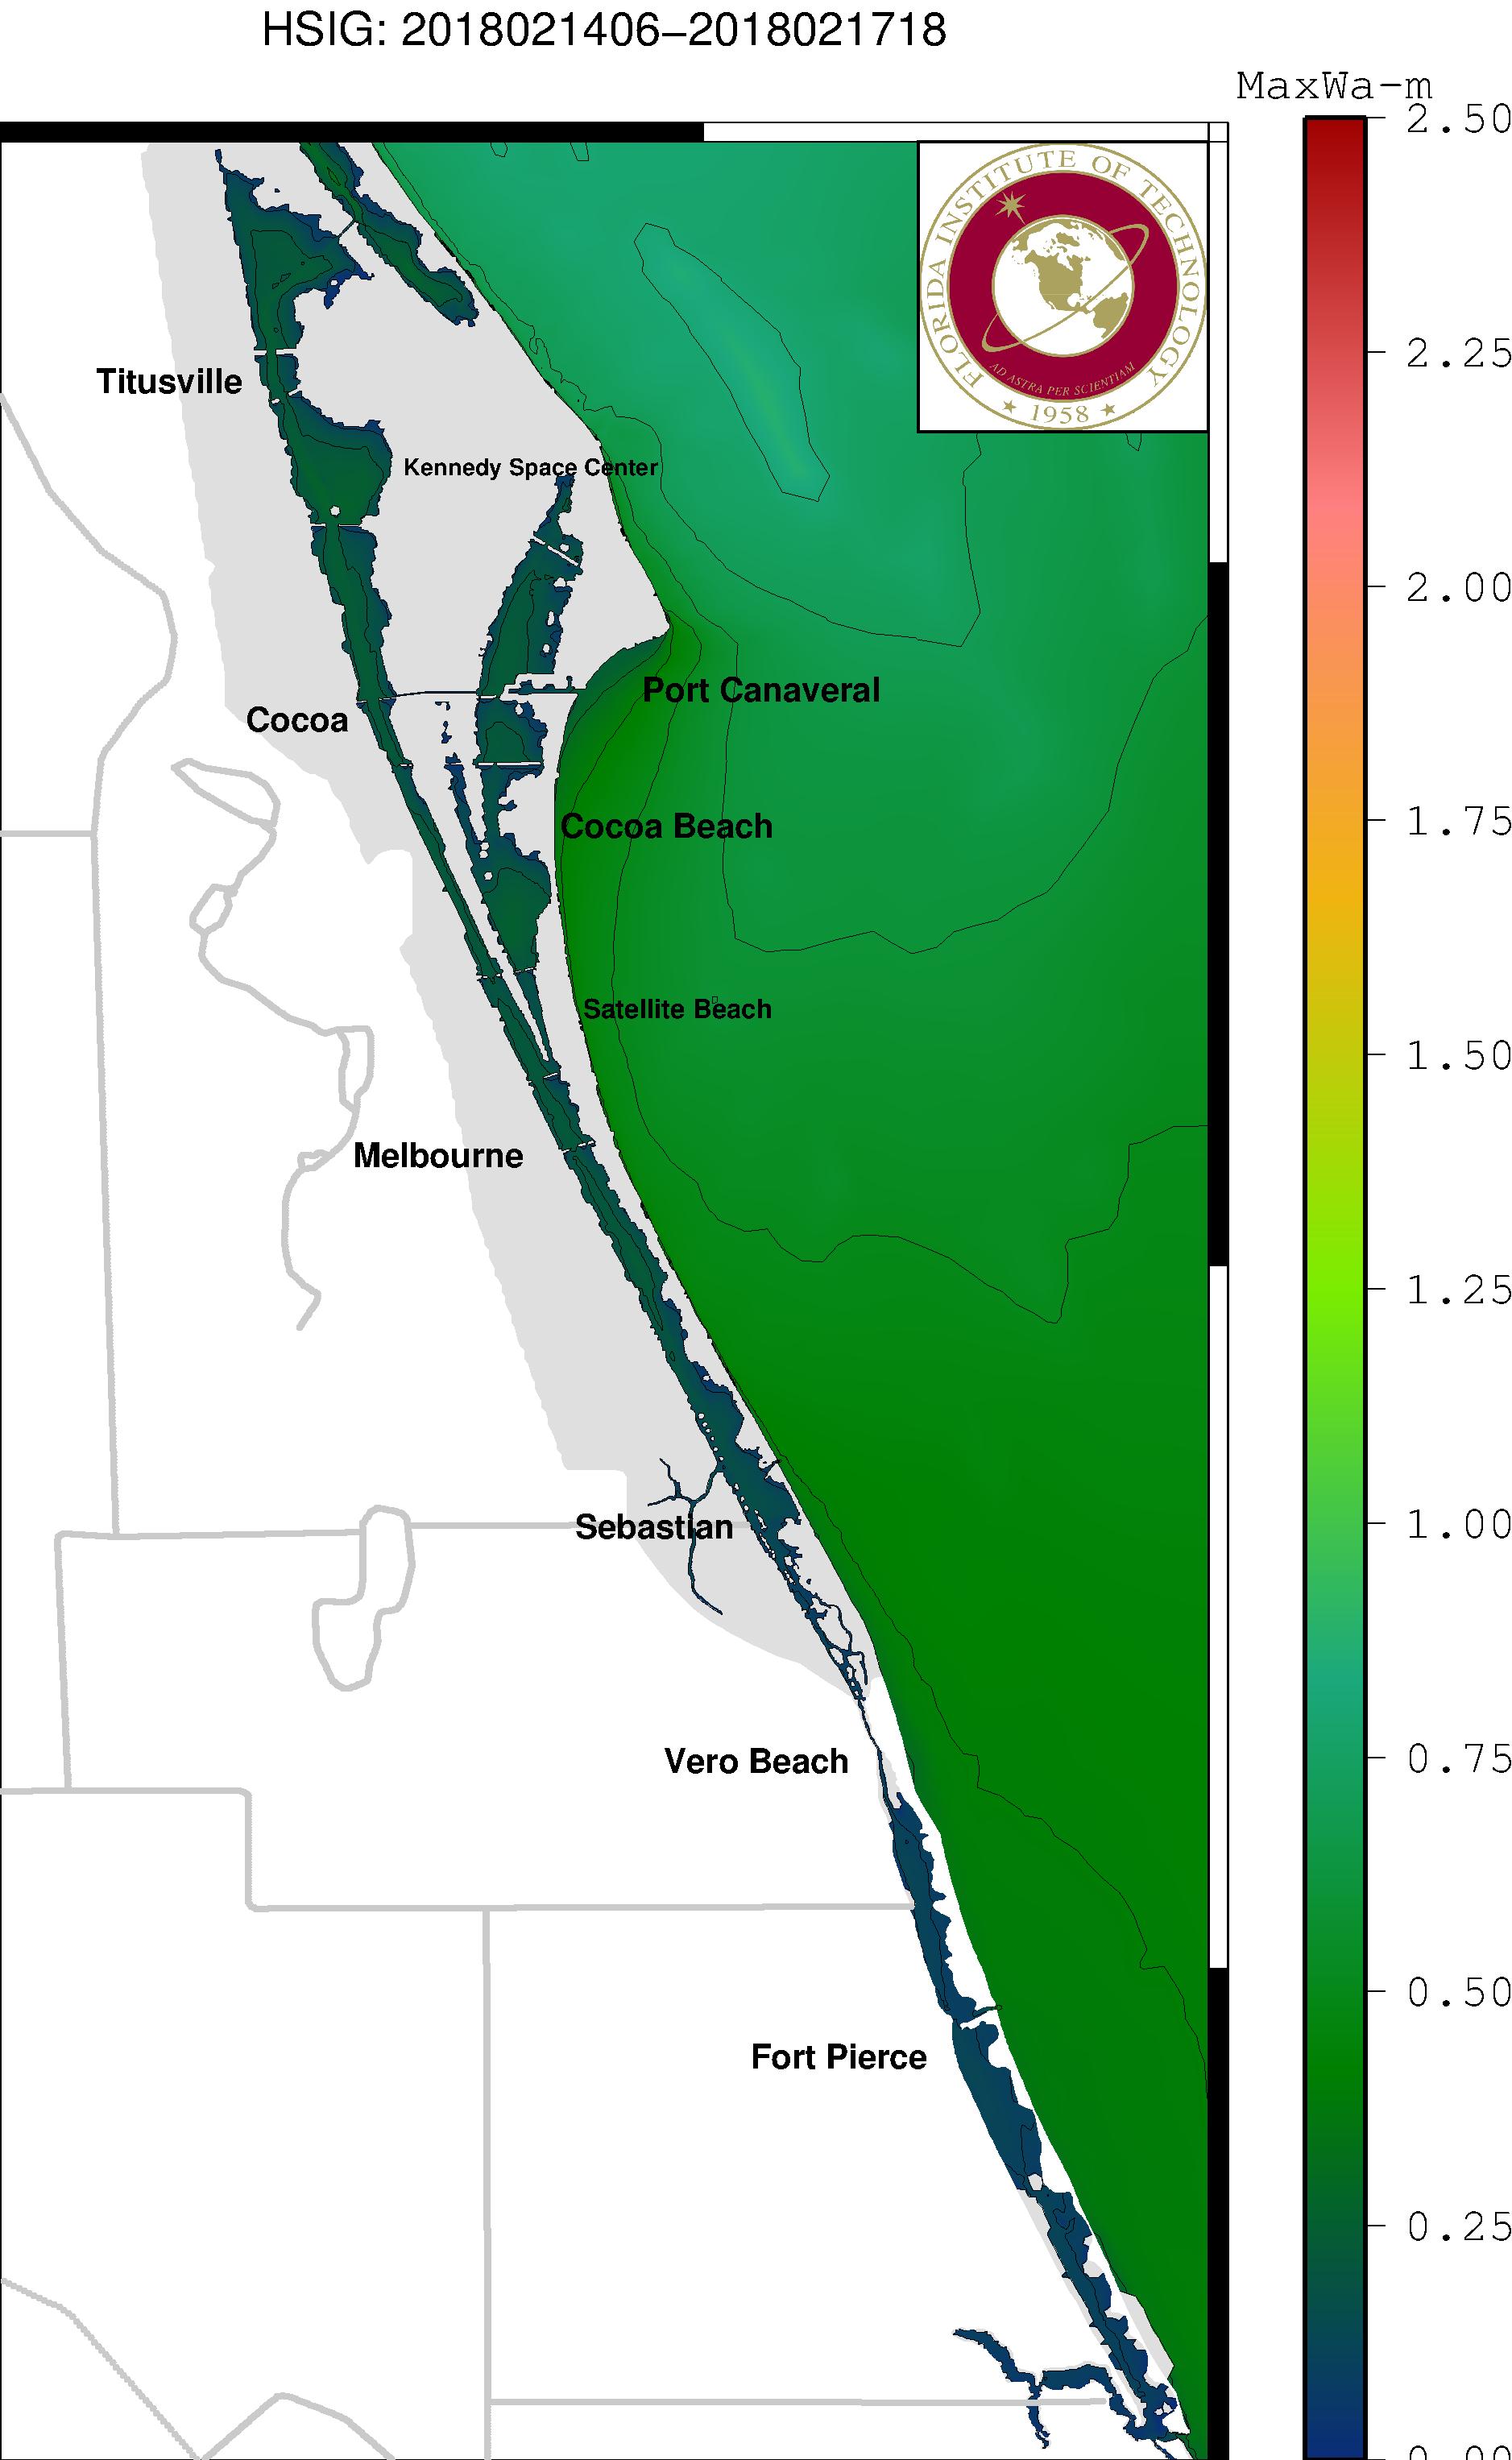 HSIG: 2018021406−2018021718
MaxWa-m
2.50
FLORIDA INSTITUTE OF TECHNOLOGY
AD ASTRA PER SCIENTIAM
★ 1958 ★
2.25
Titusville
Kennedy Space Center
2.00
Port Canaveral
Cocoa
1.75
Cocoa Beach
Satellite Beach
1.50
Melbourne
1.25
1.00
Sebastian
0.75
Vero Beach
0.50
Fort Pierce
0.25
0.00